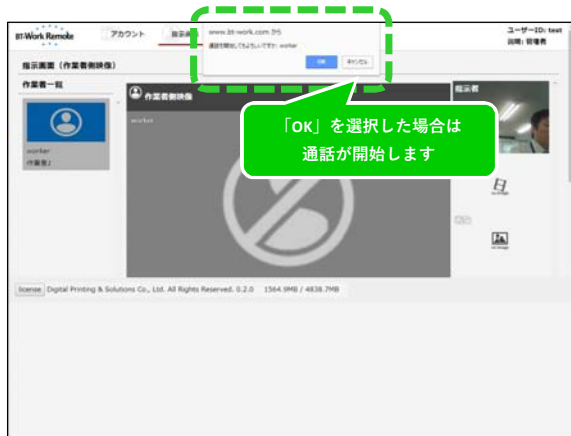 BT-Work Remote
アカウント
指示画面
www.bt-work.com から
通話を開始してもよろしいですか: worker
OK
キャンセル
ユーザーID: test
説明: 管理者
指示画面（作業者側映像）
作業者一覧
作業者側映像
指示者
worker
worker
作業者♪
「OK」を選択した場合は
通話が開始します
license Digital Printing & Solutions Co., Ltd. All Rights Reserved. 0.2.0 1564.9MB / 4838.7MB